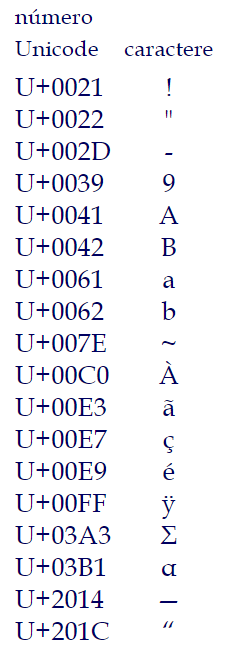 número
Unicode caractere
U+0021 !
U+0022 "
U+002D -
U+0039 9
U+0041 A
U+0042 B
U+0061 a
U+0062 b
U+007E ~
U+00C0 À
U+00E3 ã
U+00E7 ç
U+00E9 é
U+00FF ÿ
U+03A3 Σ
U+03B1 α
U+2014 —
U+201C “